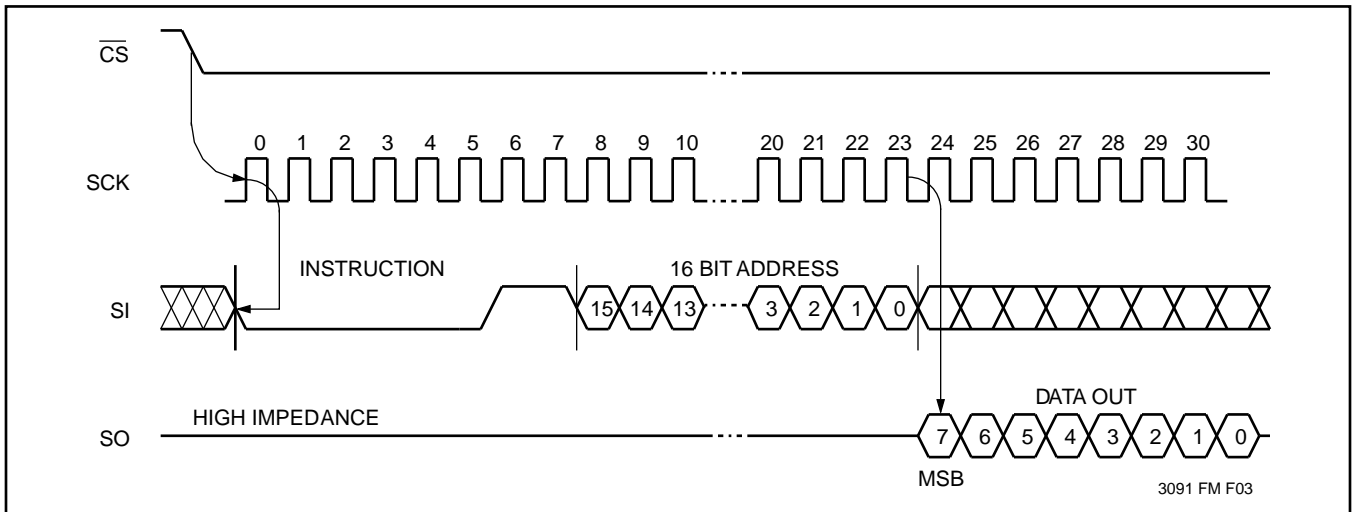 CS
0 1 2 3 4 5 6 7 8 9 10 20 21 22 23 24 25 26 27 28 29 30
SCK
INSTRUCTION
16 BIT ADDRESS
SI
15 14 13 3 2 1 0
DATA OUT
HIGH IMPEDANCE
SO
7 6 5 4 3 2 1 0
MSB
3091 FM F03